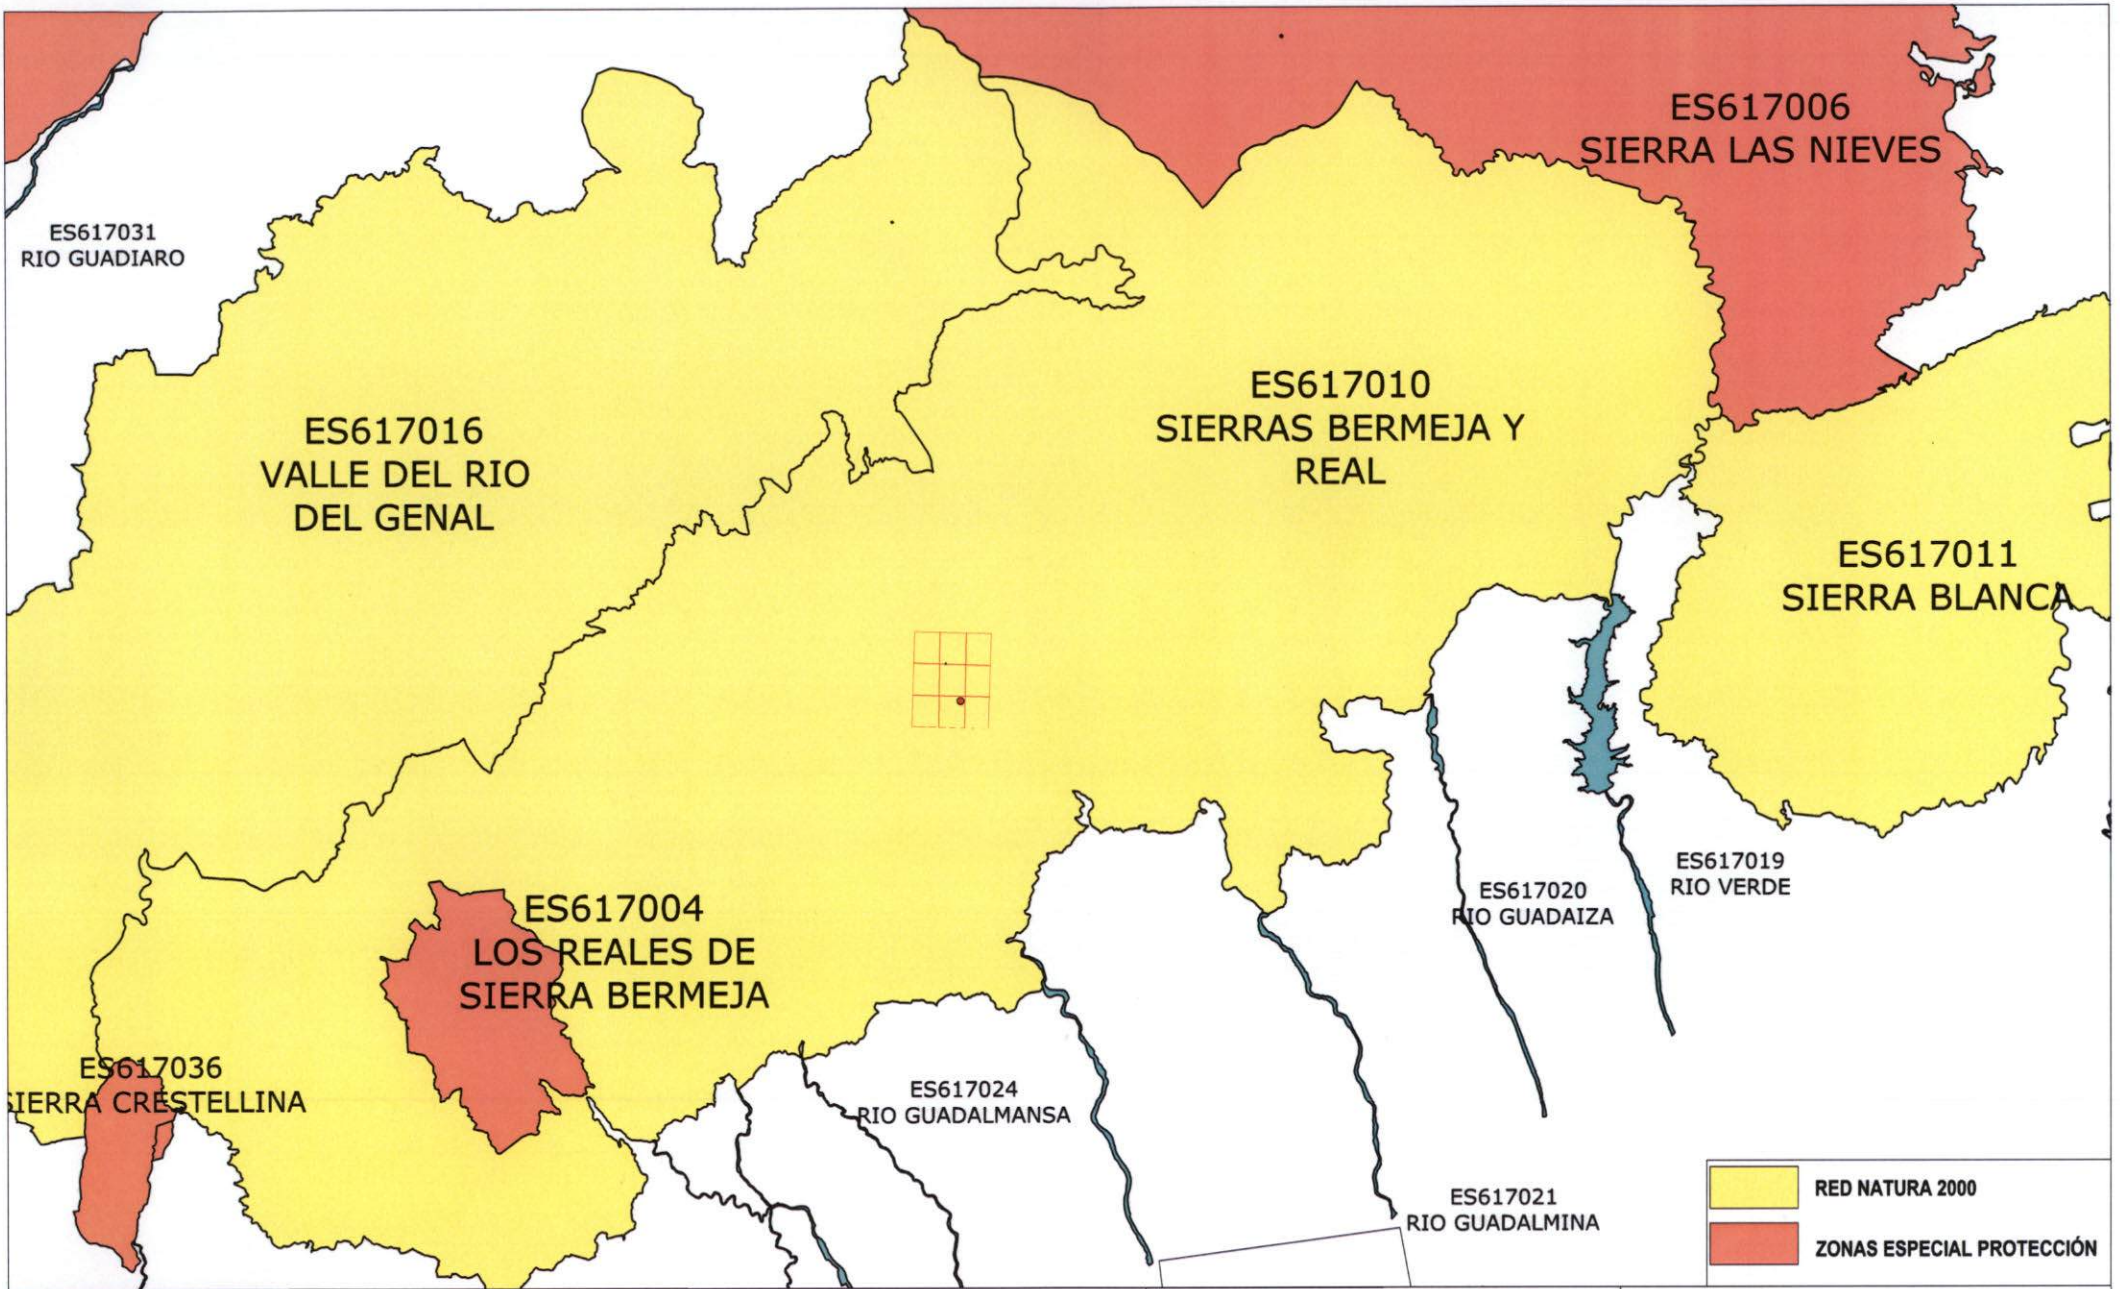 ES617006
SIERRA LAS NIEVES
ES617031
RIO GUADIARO
ES617010
SIERRAS BERMEJA Y
REAL
ES617016
VALLE DEL RIO
DEL GENAL
ES617011
SIERRA BLANCA
ES617019
RIO VERDE
ES617020
RIO GUADAIZA
ES617004
LOS REALES DE
SIERRA BERMEJA
ES617036
SIERRA CRESTELLINA
ES617024
RIO GUADALMANSA
ES617021
RIO GUADALMINA
RED NATURA 2000
ZONAS ESPECIAL PROTECCIÓN